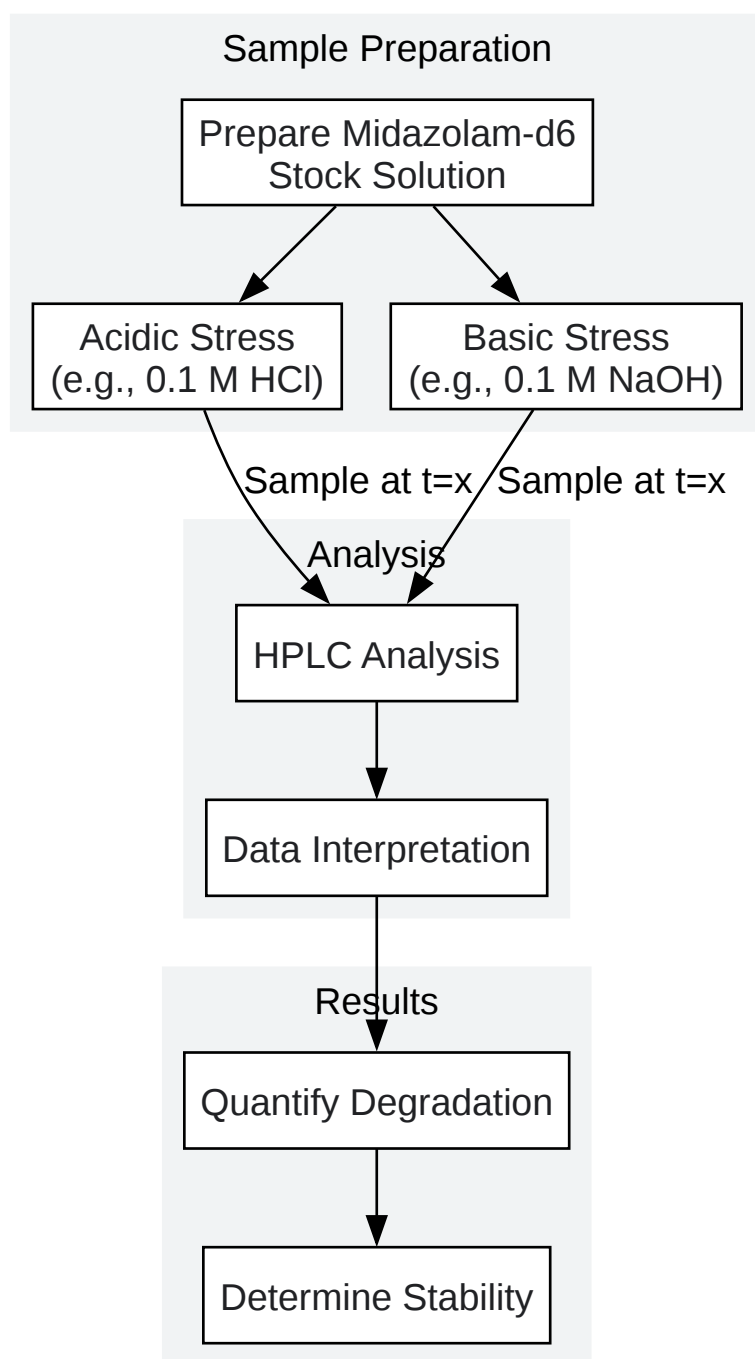 Sample Preparation
Prepare Midazolam-d6
Stock Solution
Acidic Stress
(e.g., 0.1 M HCl)
Basic Stress
(e.g., 0.1 M NaOH)
Sample at t=x
Sample at t=x
Analysis
HPLC Analysis
Data Interpretation
Results
Quantify Degradation
Determine Stability